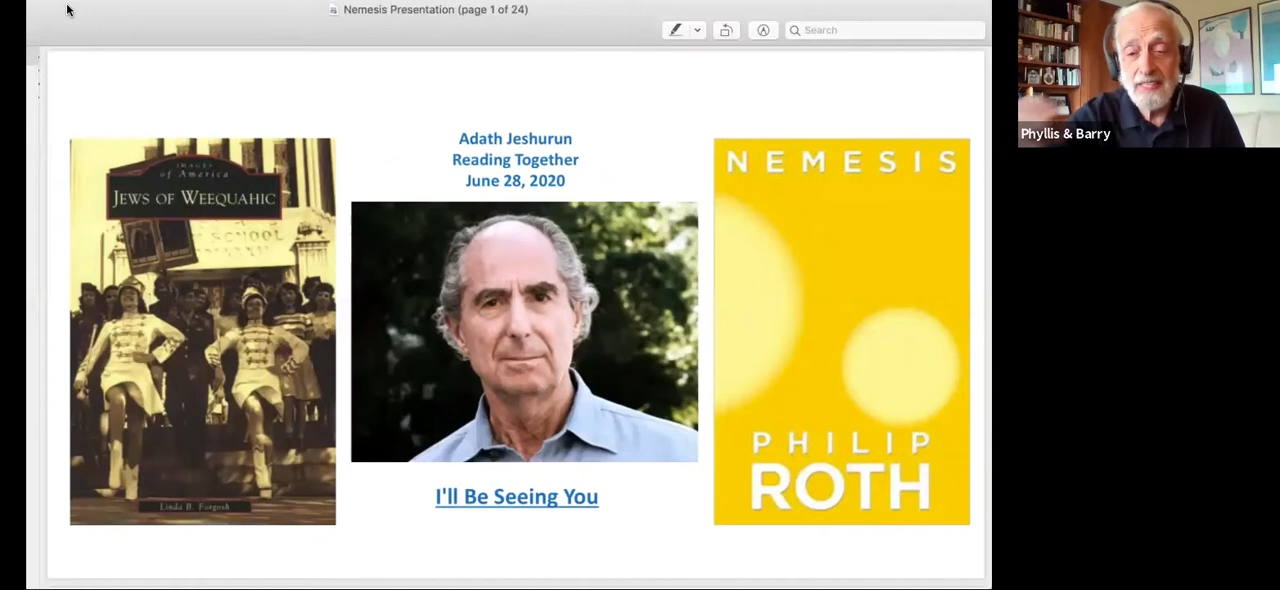 Nemesis Presentation (page 1 of 24)
Search
Phyllis & Barry
Adath Jeshurun
Reading Together
June 28, 2020
IMAGES
of America
JEWS OF WEEQUAHIC
SCHOOL
Linda B. Forgosh
I'll Be Seeing You
NEMESIS
PHILIP
ROTH